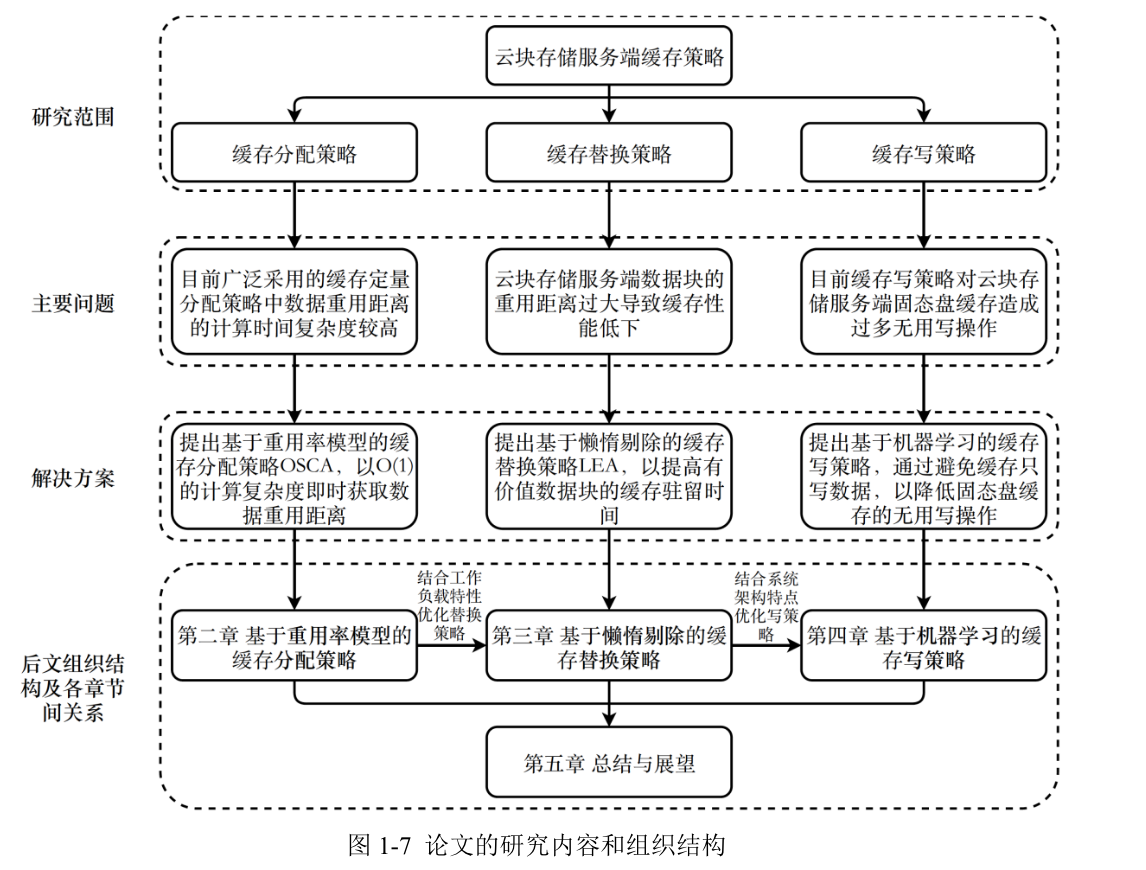 云块存储服务端缓存策略
研究范围
缓存分配策略
缓存替换策略
缓存写策略
主要问题
目前广泛采用的缓存定量
分配策略中数据重用距离
的计算时间复杂度较高
云块存储服务端数据块的
重用距离过大导致缓存性
能低下
目前缓存写策略对云块存
储服务端固态盘缓存造成
过多无用写操作
解决方案
提出基于重用率模型的缓
存分配策略OSCA，以O(1)
的计算复杂度即时获取数
据重用距离
提出基于懒惰剔除的缓存
替换策略LEA，以提高有
价值数据块的缓存驻留时
间
提出基于机器学习的缓存
写策略，通过避免缓存只
写数据，以降低固态盘缓
存的无用写操作
后文组织结
构及各章节
间关系
第二章 基于重用率模型的
缓存分配策略
结合工作
负载特性
优化替换
策略
第三章 基于懒惰剔除的缓
存替换策略
结合系统
架构特点
优化写策
略
第四章 基于机器学习的缓
存写策略
第五章 总结与展望
图 1-7 论文的研究内容和组织结构